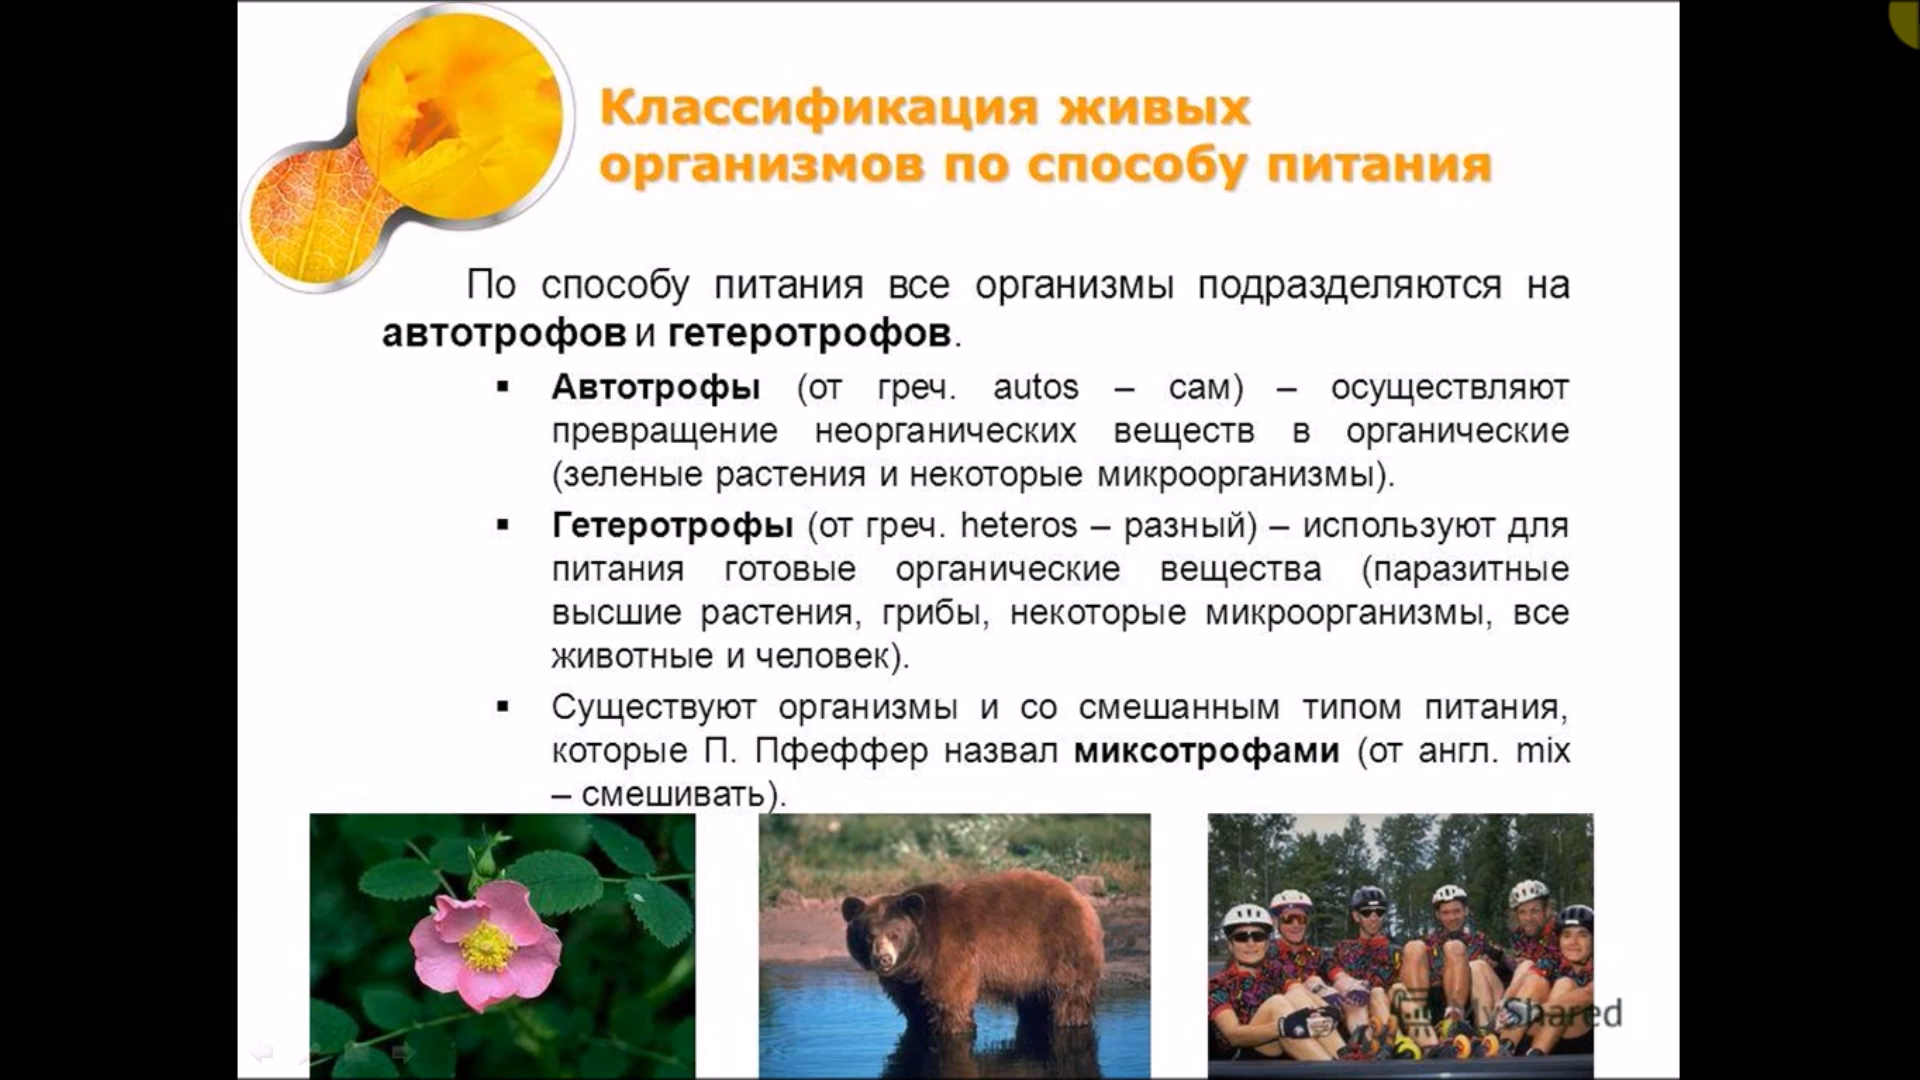 Классификация живых
организмов по способу питания
По способу питания все организмы подразделяются на
автотрофов и гетеротрофов.
▪ Автотрофы (от греч. autos – сам) – осуществляют
превращение неорганических веществ в органические
(зеленые растения и некоторые микроорганизмы).
▪ Гетеротрофы (от греч. heteros – разный) – используют для
питания готовые органические вещества (паразитные
высшие растения, грибы, некоторые микроорганизмы, все
животные и человек).
▪ Существуют организмы и со смешанным типом питания,
которые П. Пфеффер назвал миксотрофами (от англ. mix
– смешивать).
MyShared